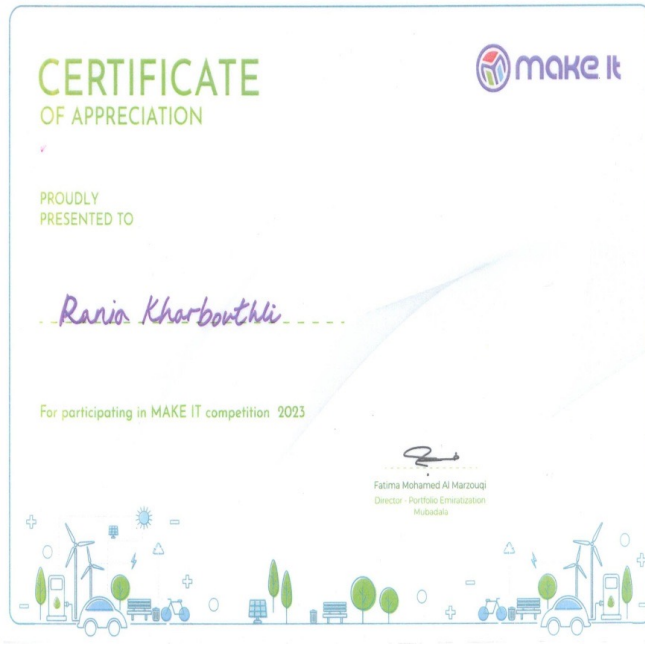 CERTIFICATE
OF APPRECIATION
make It
PROUDLY
PRESENTED TO
Rania Kharbouthli
For participating in MAKE IT competition 2023
Fatima Mohamed Al Marzouqi
Director - Portfolio Emiratization
Mubadala